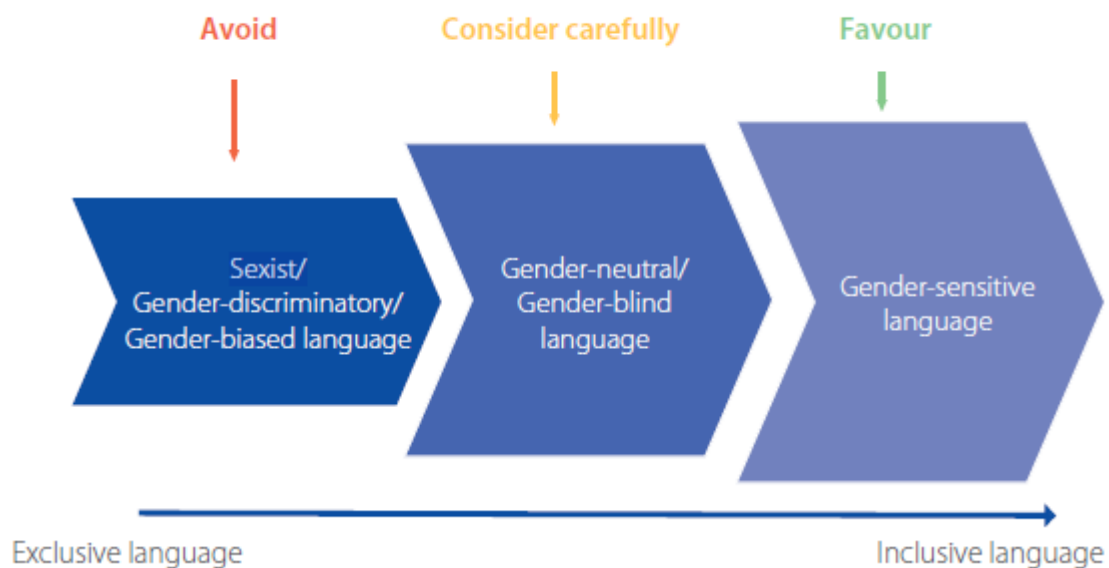 Avoid
Consider carefully
Favour
Sexist/
Gender-discriminatory/
Gender-biased language
Gender-neutral/
Gender-blind
language
Gender-sensitive
language
Exclusive language
Inclusive language